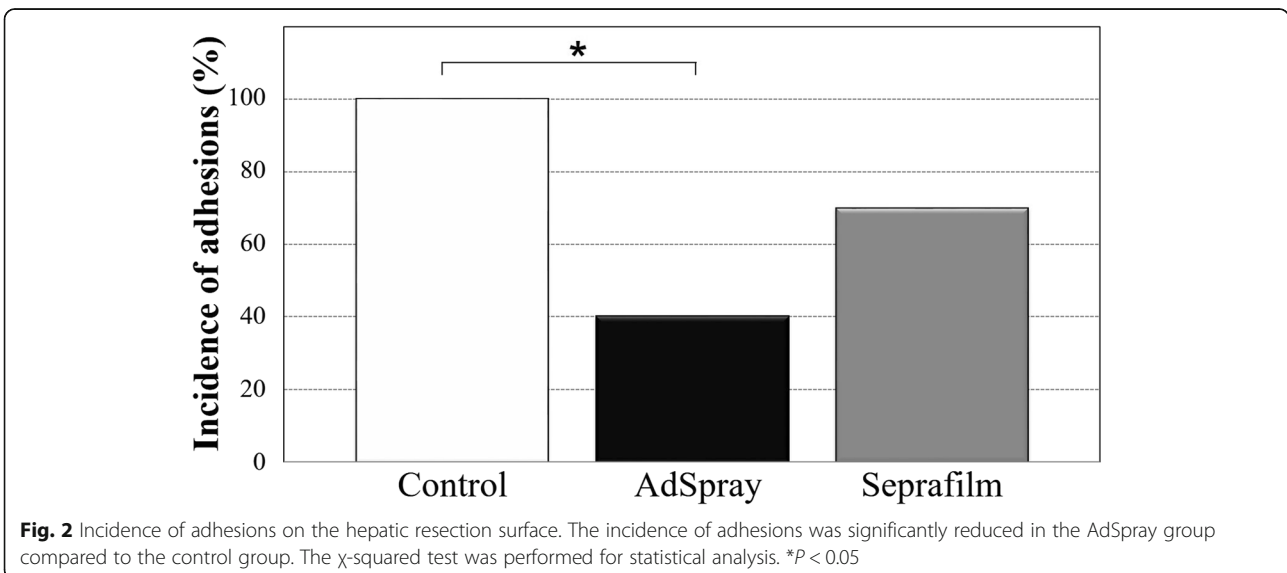 *
Incidence of adhesions (%)
100
80
60
40
20
0
Control AdSpray Seprafilm
Fig. 2 Incidence of adhesions on the hepatic resection surface. The incidence of adhesions was significantly reduced in the AdSpray group
compared to the control group. The χ-squared test was performed for statistical analysis. *P < 0.05